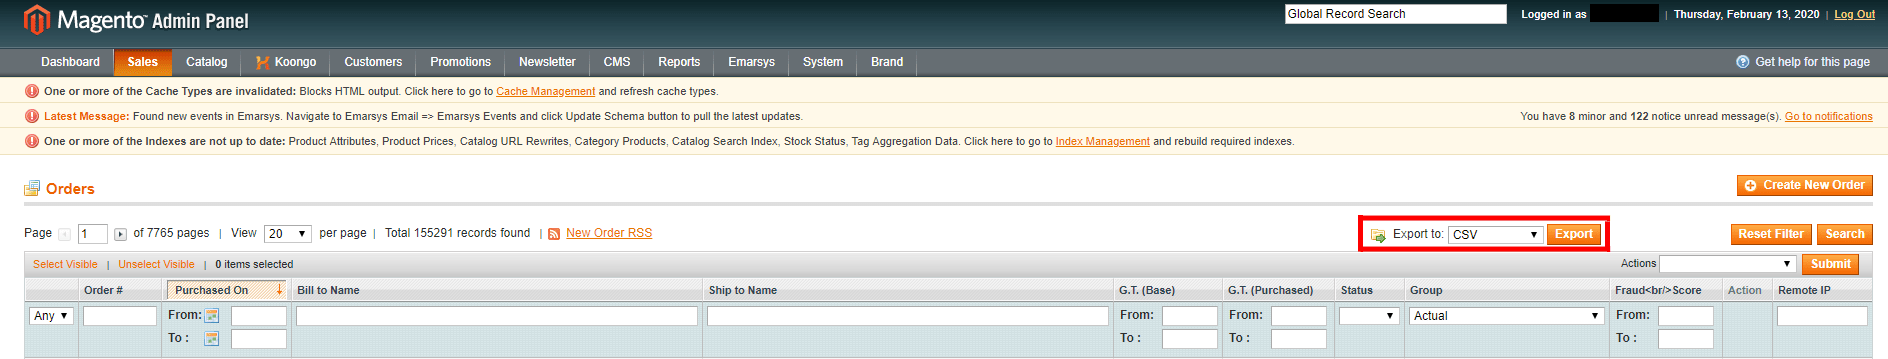 Magento™ Admin Panel
Global Record Search
Logged in as | Thursday, February 13, 2020 | Log Out
Dashboard Sales Catalog Koongo Customers Promotions Newsletter CMS Reports Emarsys System Brand Get help for this page
One or more of the Cache Types are invalidated: Blocks HTML output. Click here to go to Cache Management and refresh cache types.
Latest Message: Found new events in Emarsys. Navigate to Emarsys Email => Emarsys Events and click Update Schema button to pull the latest updates. You have 8 minor and 122 notice unread message(s). Go to notifications
One or more of the Indexes are not up to date: Product Attributes, Product Prices, Catalog URL Rewrites, Category Products, Catalog Search Index, Stock Status, Tag Aggregation Data. Click here to go to Index Management and rebuild required indexes.
Orders Create New Order
Page 1 of 7765 pages | View 20 per page | Total 155291 records found | New Order RSS Export to: CSV Export Reset Filter Search
Select Visible | Unselect Visible | 0 items selected Actions Submit
Order # Purchased On Bill to Name Ship to Name G.T. (Base) G.T. (Purchased) Status Group Fraud<br/>Score Action Remote IP
Any From: From: From: Actual From:
To : To : To : To :